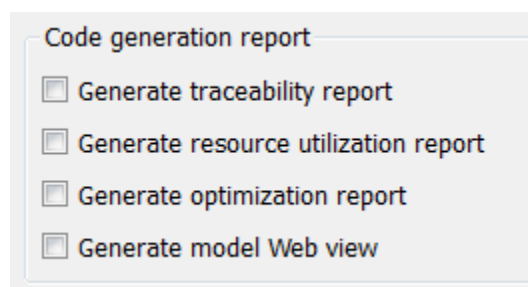 Code generation report
Generate traceability report
Generate resource utilization report
Generate optimization report
Generate model Web view